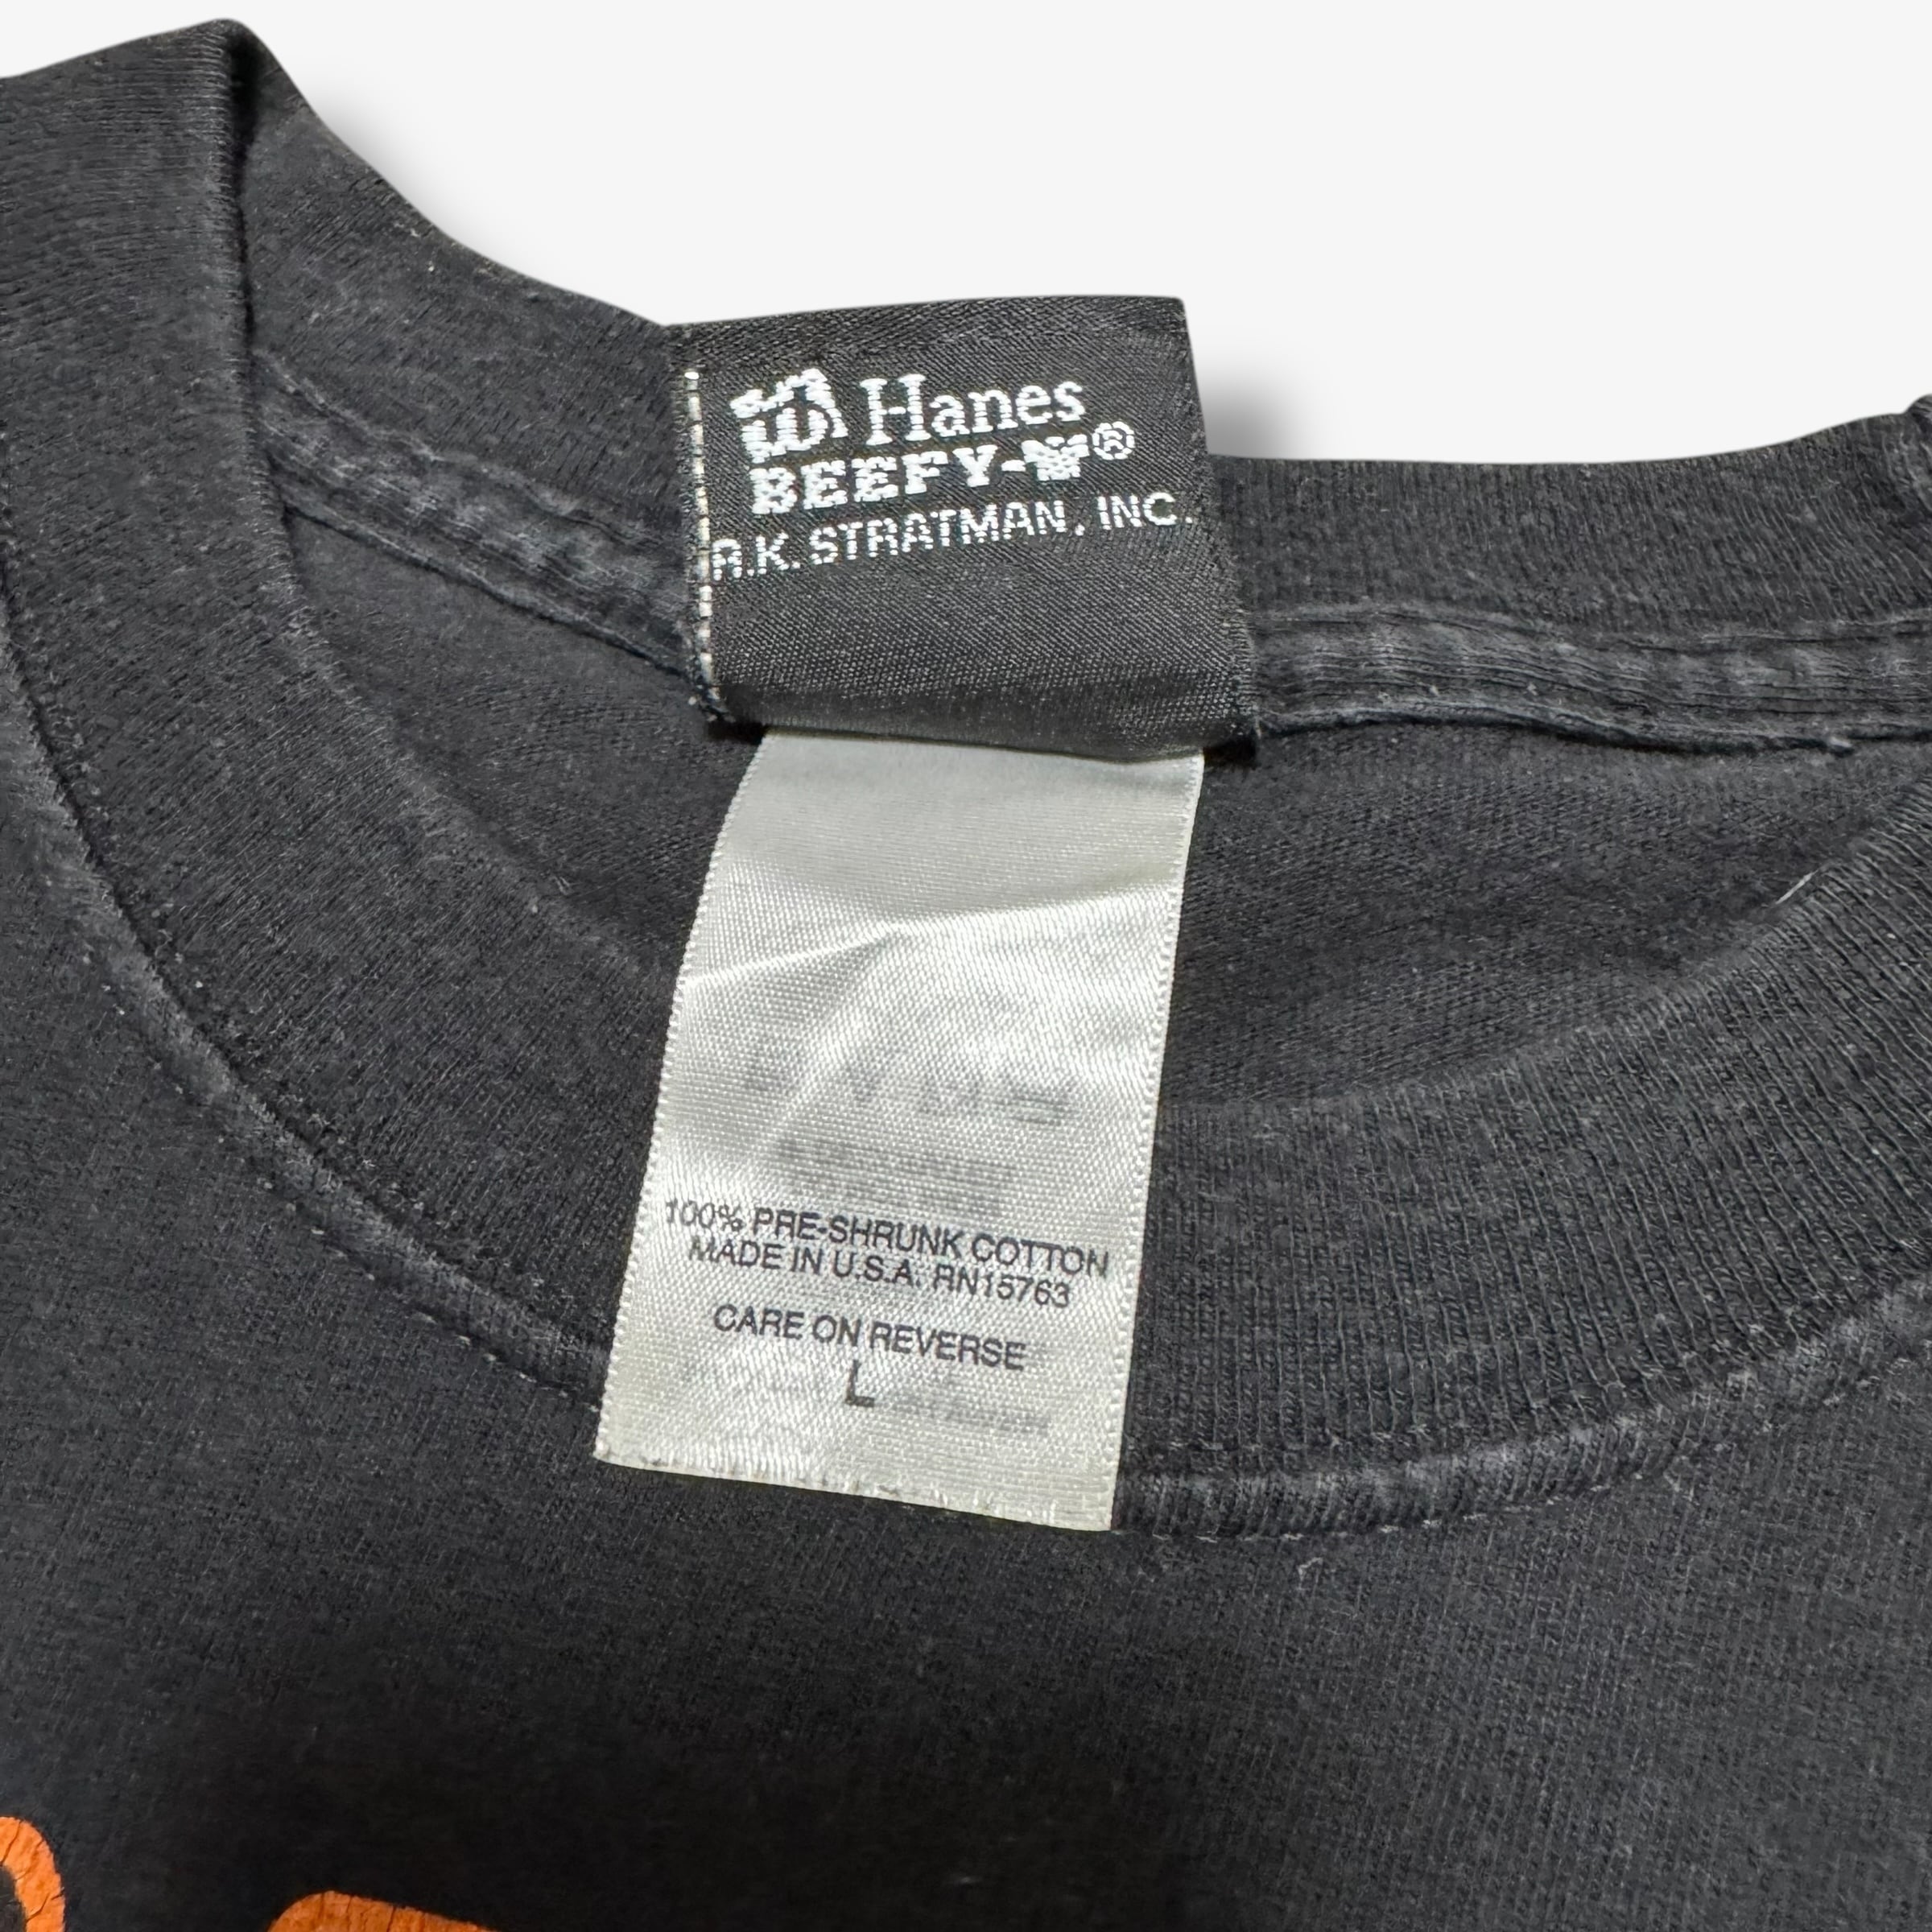 Hanes
BEEFY-T®
R.K. STRATMAN, INC.
100% PRE-SHRUNK COTTON
MADE IN U.S.A. RN15763
CARE ON REVERSE
L